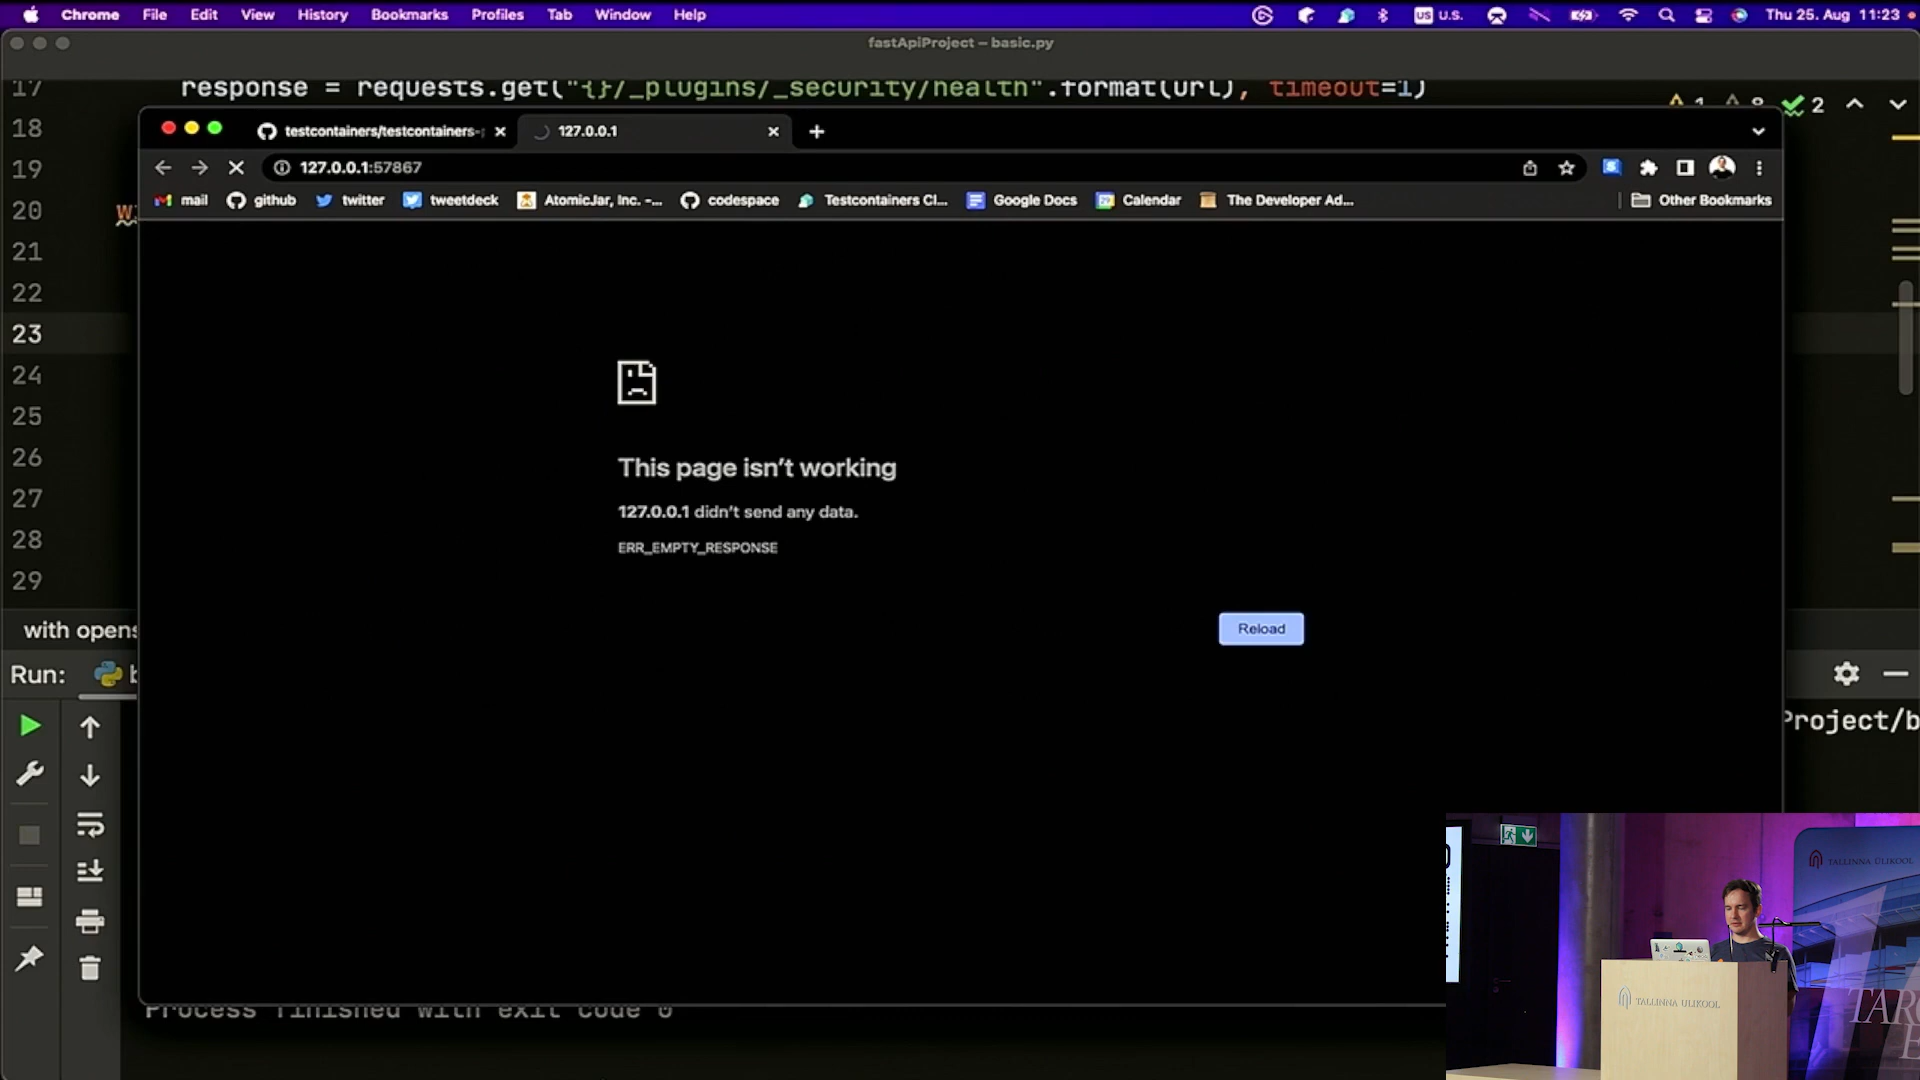 Chrome File Edit View History Bookmarks Profiles Tab Window Help US U.S. Thu 25. Aug 11:23
fastApiProject – basic.py
17 response = requests.get("{}/_plugins/_security/health".format(url), timeout=1)
18 2
testcontainers/testcontainers- 127.0.0.1
19 127.0.0.1:57867
mail github twitter tweetdeck AtomicJar, Inc. -... codespace Testcontainers Cl... Google Docs Calendar The Developer Ad... Other Bookmarks
20
21
22
23
24
25
26
27
28
29
This page isn't working
127.0.0.1 didn't send any data.
ERR_EMPTY_RESPONSE
Reload
with opens
Run:
Project/b
Process finished with exit code 0
TALLINNA ÜLIKOOL
TALLINNA ÜLIKOOL